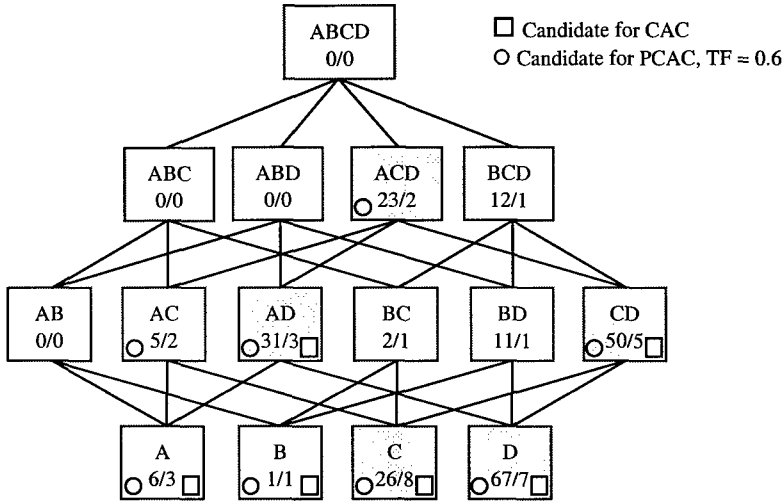 ABCD
0/0
Candidate for CAC
Candidate for PCAC, TF = 0.6
ABC
0/0
ABD
0/0
ACD
23/2
BCD
12/1
AB
0/0
AC
5/2
AD
31/3
BC
2/1
BD
11/1
CD
50/5
A
6/3
B
1/1
C
26/8
D
67/7